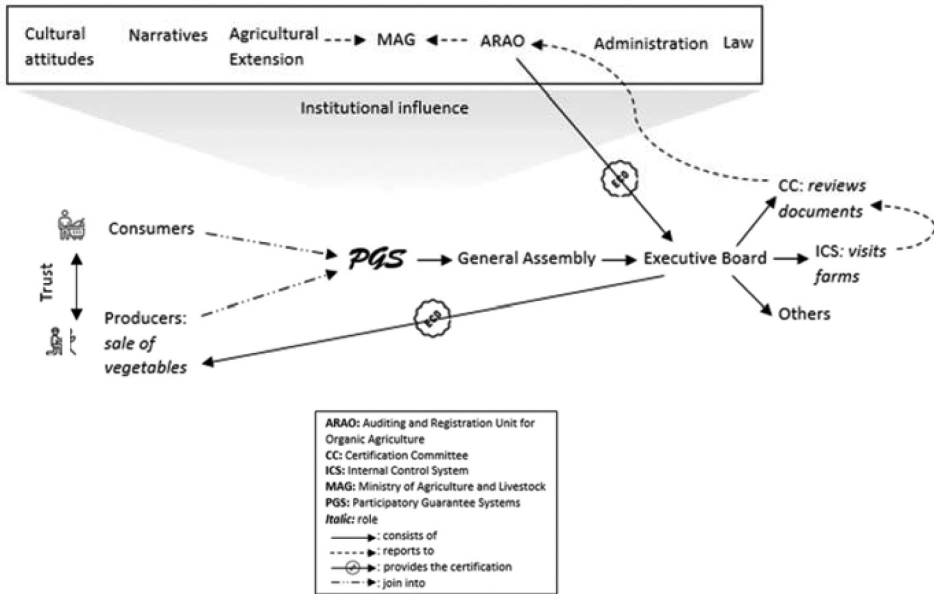 Cultural attitudes
Narratives
Agricultural Extension
MAG
ARAO
Administration
Law
Institutional influence
ECO
CC: reviews
documents
Consumers
PGS
General Assembly
Executive Board
ICS: visits
farms
Trust
Others
Producers:
sale of
vegetables
ECO
ARAO: Auditing and Registration Unit for
Organic Agriculture
CC: Certification Committee
ICS: Internal Control System
MAG: Ministry of Agriculture and Livestock
PGS: Participatory Guarantee Systems
Italic: role
: consists of
: reports to
: provides the certification
: join into